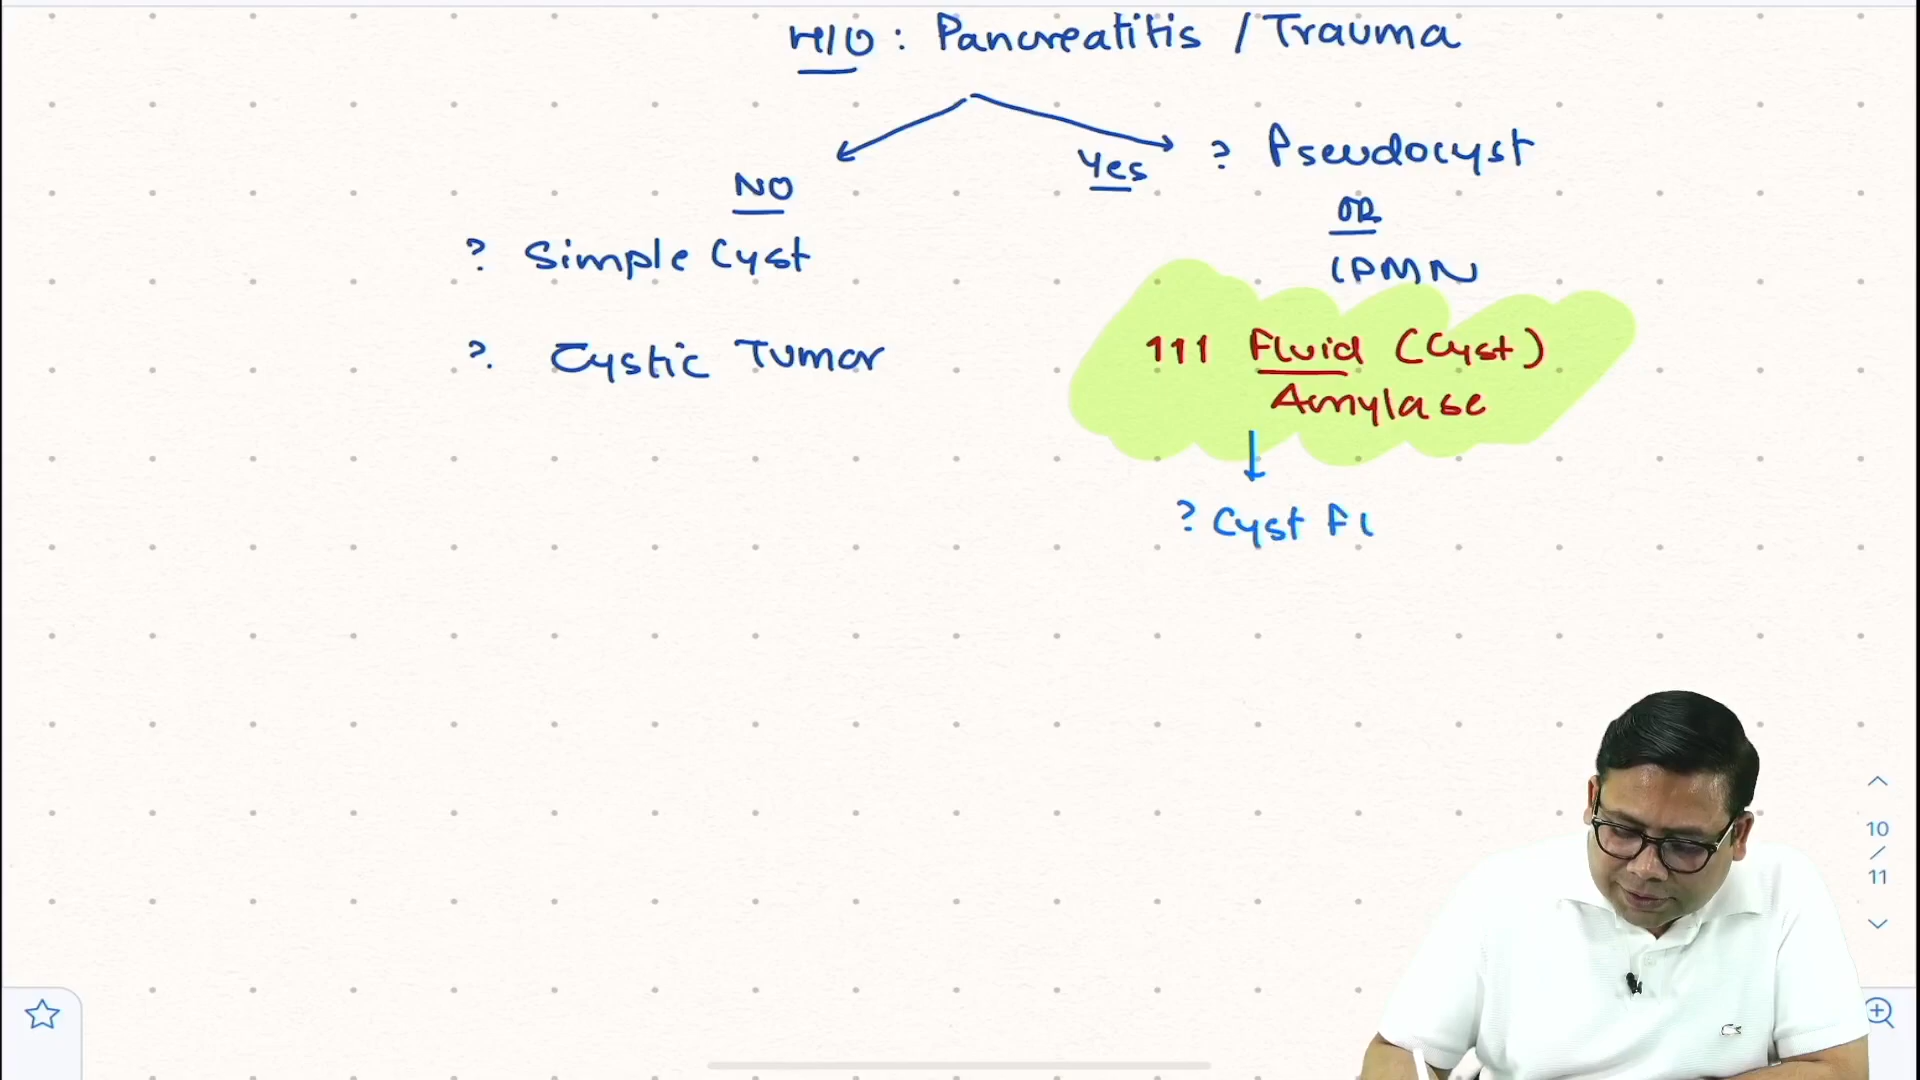 H/O : Pancreatitis / Trauma
NO
Yes
? Pseudocyst
OR
IPMN
? Simple Cyst
? Cystic Tumor
↑↑↑ Fluid (Cyst)
Amylase
? Cyst Fl
10
/
11